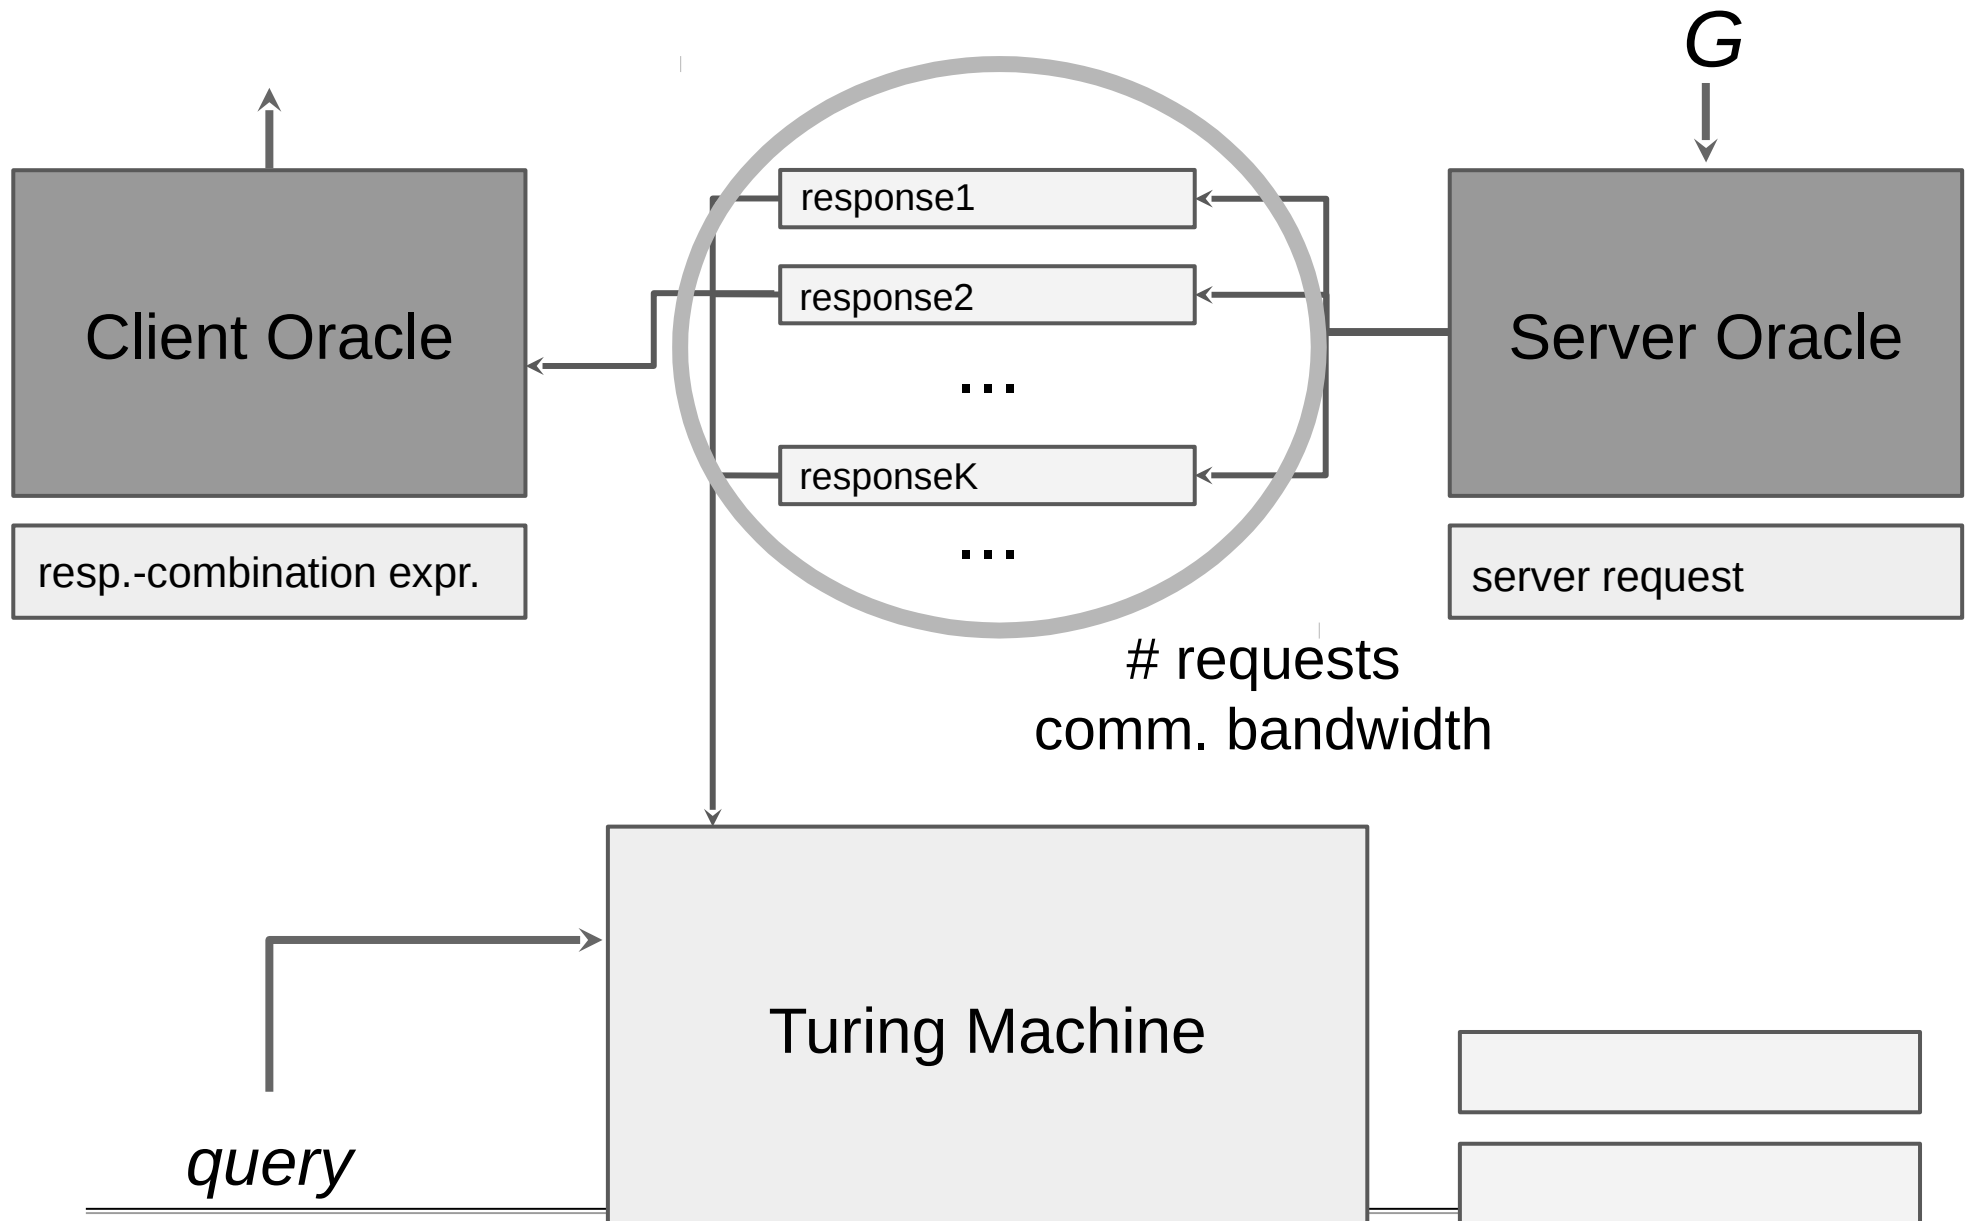 G
response1
response2
Client Oracle
Server Oracle
...
responseK
...
resp.-combination expr.
server request
# requests
comm. bandwidth
Turing Machine
query